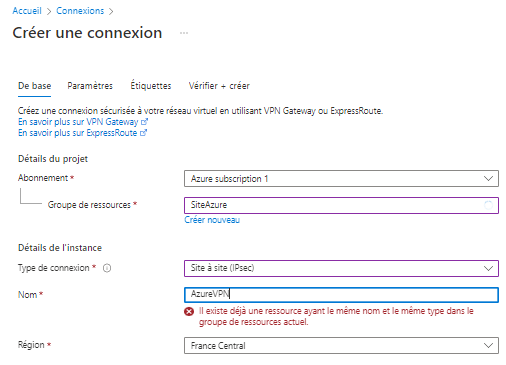 Accueil > Connexions >
Créer une connexion ...
De base Paramètres Étiquettes Vérifier + créer
Créez une connexion sécurisée à votre réseau virtuel en utilisant VPN Gateway ou ExpressRoute.
En savoir plus sur VPN Gateway
En savoir plus sur ExpressRoute
Détails du projet
Abonnement * Azure subscription 1
Groupe de ressources * SiteAzure
Créer nouveau
Détails de l'instance
Type de connexion * Site à site (IPsec)
Nom * AzureVPN
Il existe déjà une ressource ayant le même nom et le même type dans le
groupe de ressources actuel.
Région * France Central